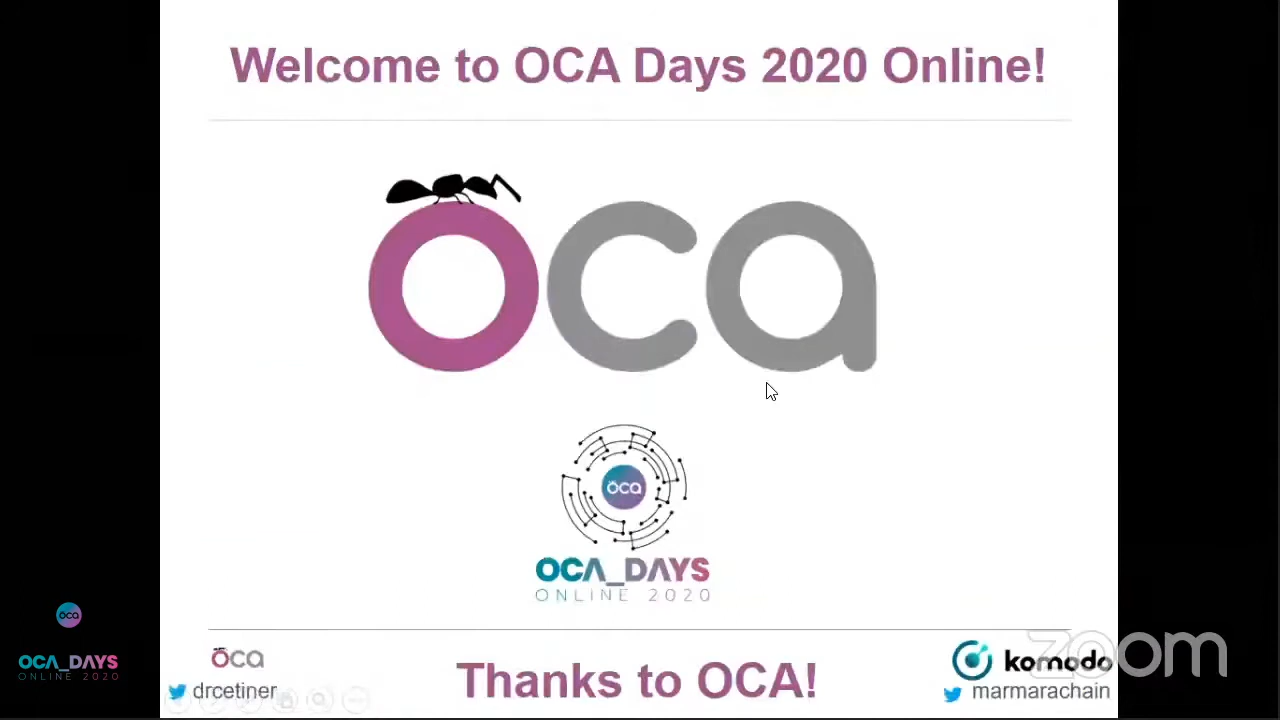 Welcome to OCA Days 2020 Online!
oca
oca
OCA_DAYS
ONLINE 2020
oca
OCA_DAYS
ONLINE 2020
oca
drcetiner
Thanks to OCA!
komodo
marmarachain
zoom